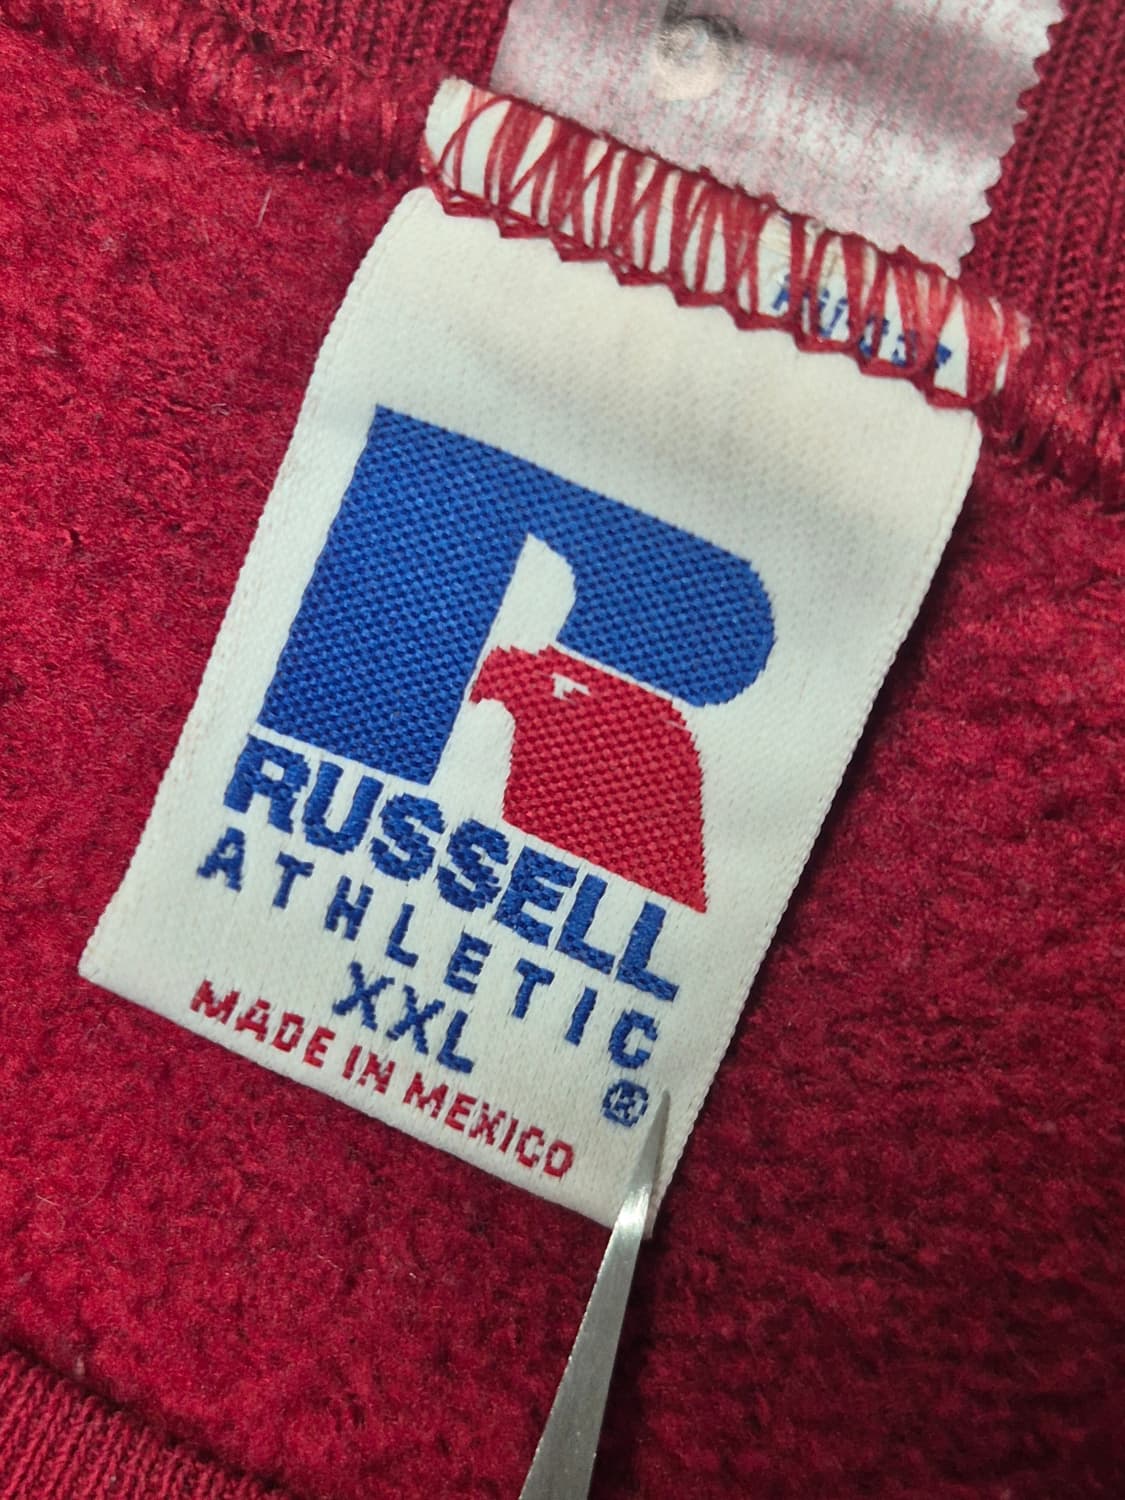 RUSSELL
ATHLETIC
XXL
®
MADE IN MEXICO